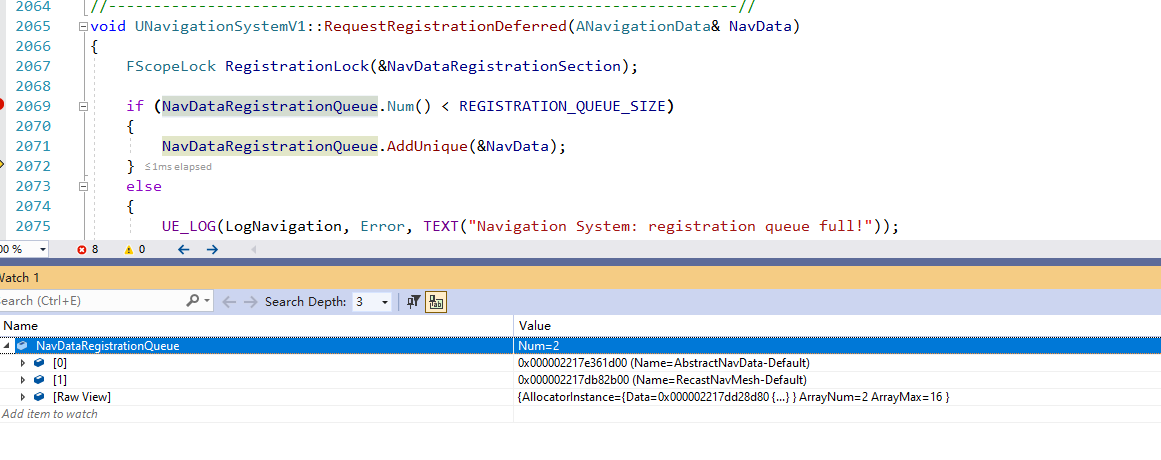 2064 //----------------------------------------------------------------------//
2065 void UNavigationSystemV1::RequestRegistrationDeferred(ANavigationData& NavData)
2066 {
2067 FScopeLock RegistrationLock(&NavDataRegistrationSection);
2068
2069 if (NavDataRegistrationQueue.Num() < REGISTRATION_QUEUE_SIZE)
2070 {
2071 NavDataRegistrationQueue.AddUnique(&NavData);
2072 } ≤1ms elapsed
2073 else
2074 {
2075 UE_LOG(LogNavigation, Error, TEXT("Navigation System: registration queue full!"));
00 % 8 0
Watch 1
earch (Ctrl+E) Search Depth: 3
Name Value
NavDataRegistrationQueue Num=2
[0] 0x000002217e361d00 (Name=AbstractNavData-Default)
[1] 0x000002217db82b00 (Name=RecastNavMesh-Default)
[Raw View] {AllocatorInstance={Data=0x000002217dd28d80 {...} } ArrayNum=2 ArrayMax=16 }
Add item to watch